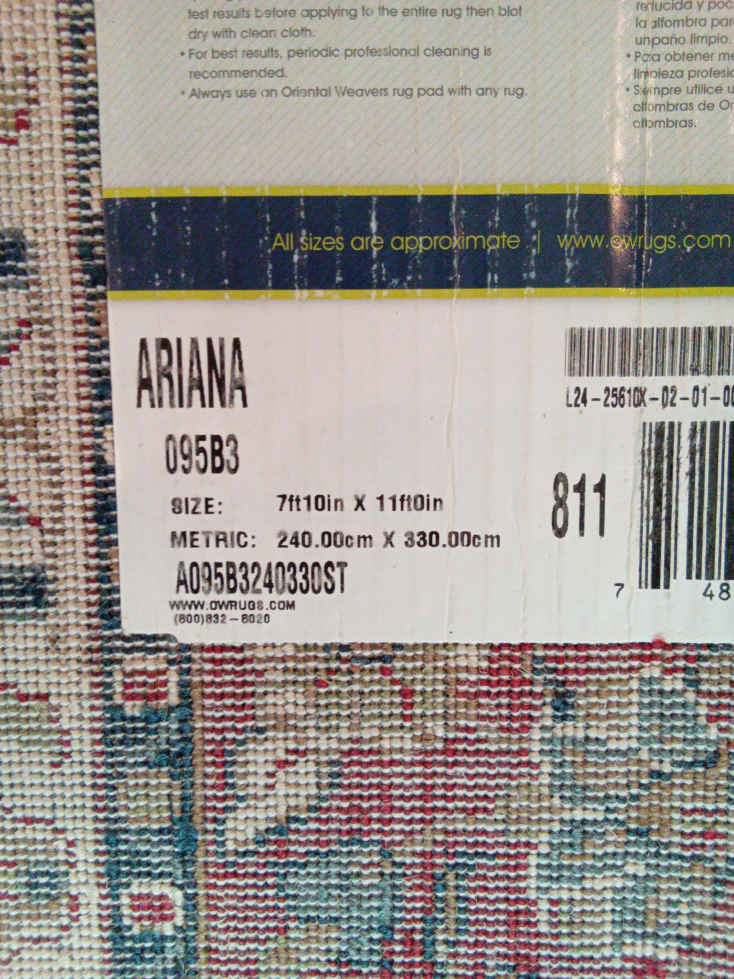 test results before applying to the entire rug then blot
dry with clean cloth.
• For best results, periodic professional cleaning is
recommended.
• Always use an Oriental Weavers rug pad with any rug.
reducida y poc
la alfombra par
unpaño limpio.
• Para obtener me
limpieza profesio
• Siempre utilice u
alfombras de Or
alfombras.
All sizes are approximate | www.owrugs.com
ARIANA
095B3
SIZE: 7ft10in X 11ft0in
METRIC: 240.00cm X 330.00cm
A095B3240330ST
WWW.OWRUGS.COM
(800)832-8020
L24-25610X-02-01-00
811
7 48